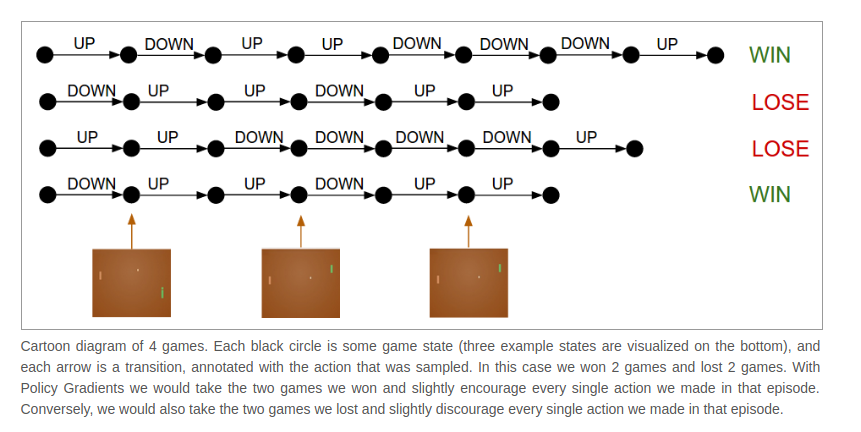 UP DOWN UP UP DOWN DOWN DOWN UP WIN
DOWN UP UP DOWN UP UP LOSE
UP UP DOWN DOWN DOWN DOWN UP LOSE
DOWN UP UP DOWN UP UP WIN
Cartoon diagram of 4 games. Each black circle is some game state (three example states are visualized on the bottom), and
each arrow is a transition, annotated with the action that was sampled. In this case we won 2 games and lost 2 games. With
Policy Gradients we would take the two games we won and slightly encourage every single action we made in that episode.
Conversely, we would also take the two games we lost and slightly discourage every single action we made in that episode.